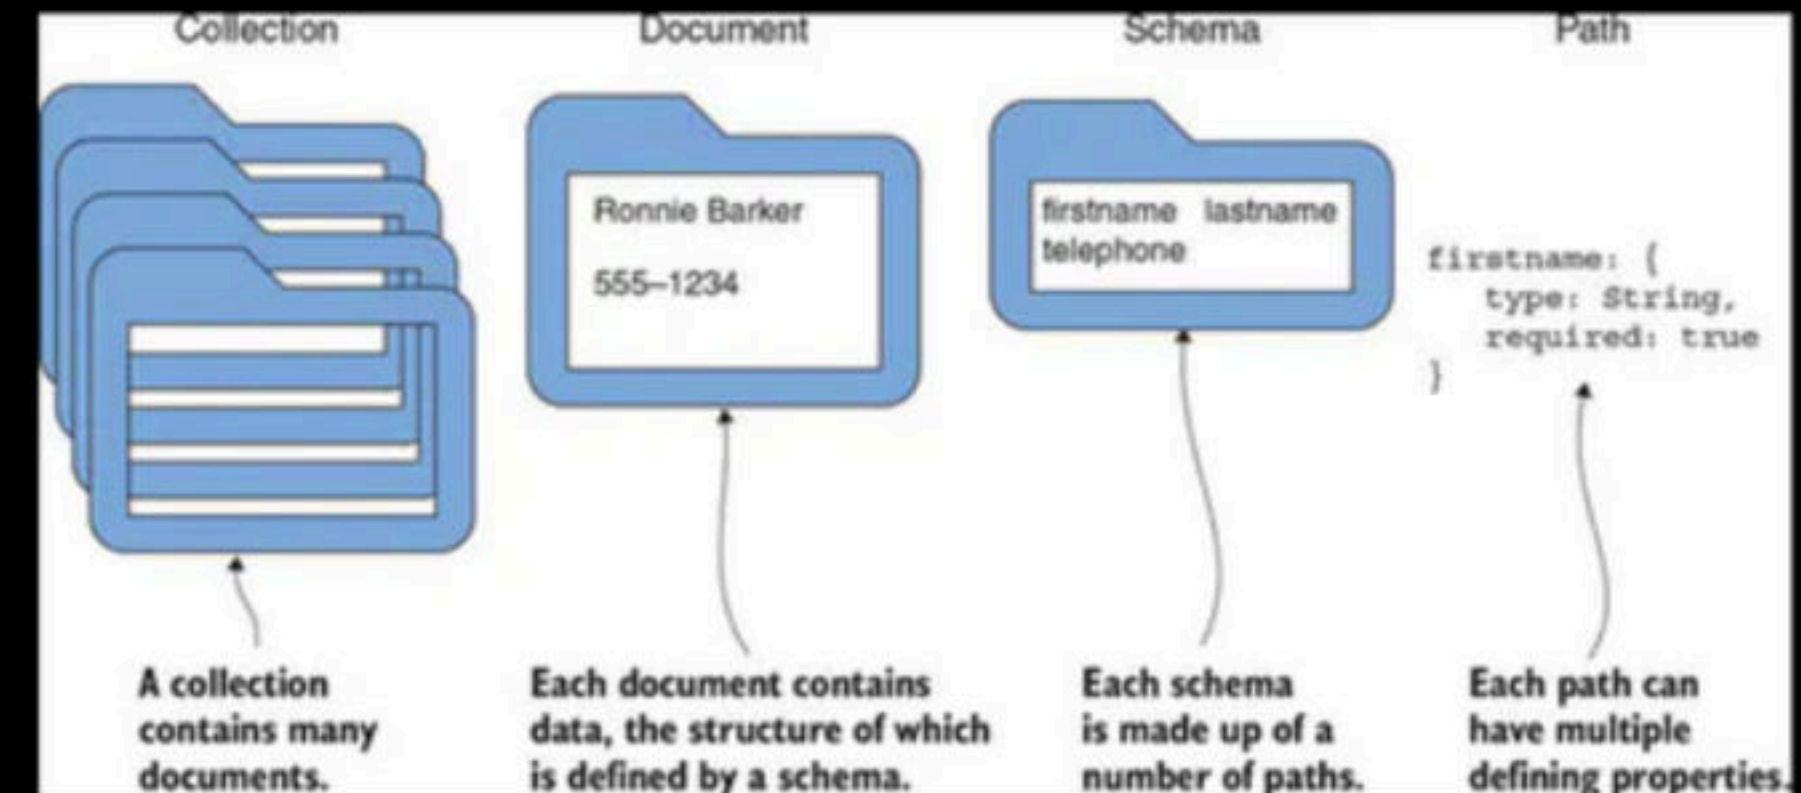 Collection
Document
Schema
Path
Ronnie Barker
555–1234
firstname lastname
telephone
firstname: {
type: String,
required: true
}
A collection
contains many
documents.
Each document contains
data, the structure of which
is defined by a schema.
Each schema
is made up of a
number of paths.
Each path can
have multiple
defining properties.